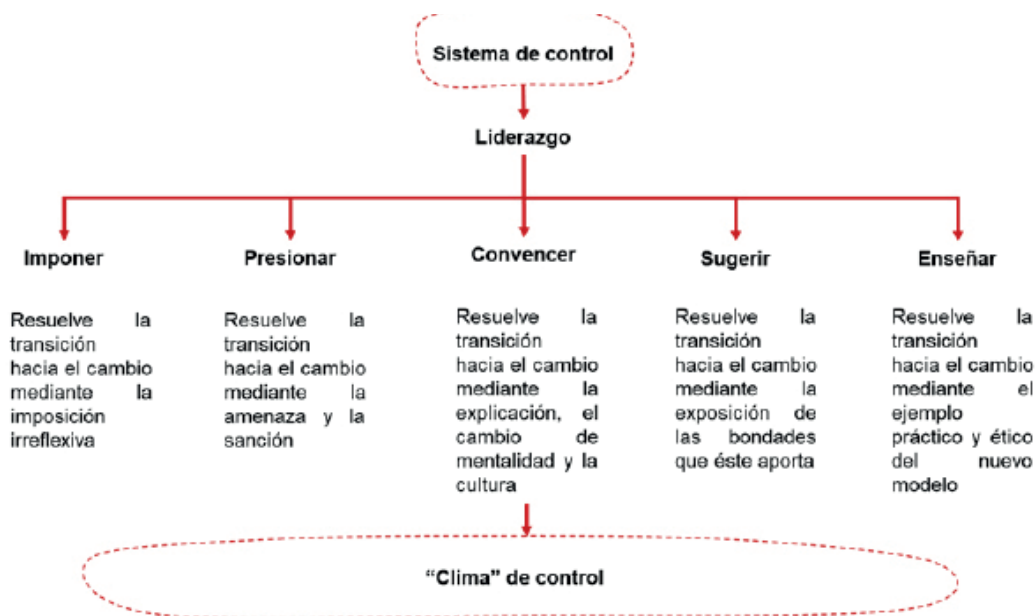 Sistema de control
Liderazgo
Imponer
Presionar
Convencer
Sugerir
Enseñar
Resuelve la
transición
hacia el cambio
mediante la
imposición
irreflexiva
Resuelve la
transición
hacia el cambio
mediante la
amenaza y la
sanción
Resuelve la
transición
hacia el cambio
mediante la
explicación, el
cambio de
mentalidad y la
cultura
Resuelve la
transición
hacia el cambio
mediante la
exposición de
las bondades
que éste aporta
Resuelve la
transición
hacia el cambio
mediante el
ejemplo
práctico y ético
del nuevo
modelo
“Clima” de control